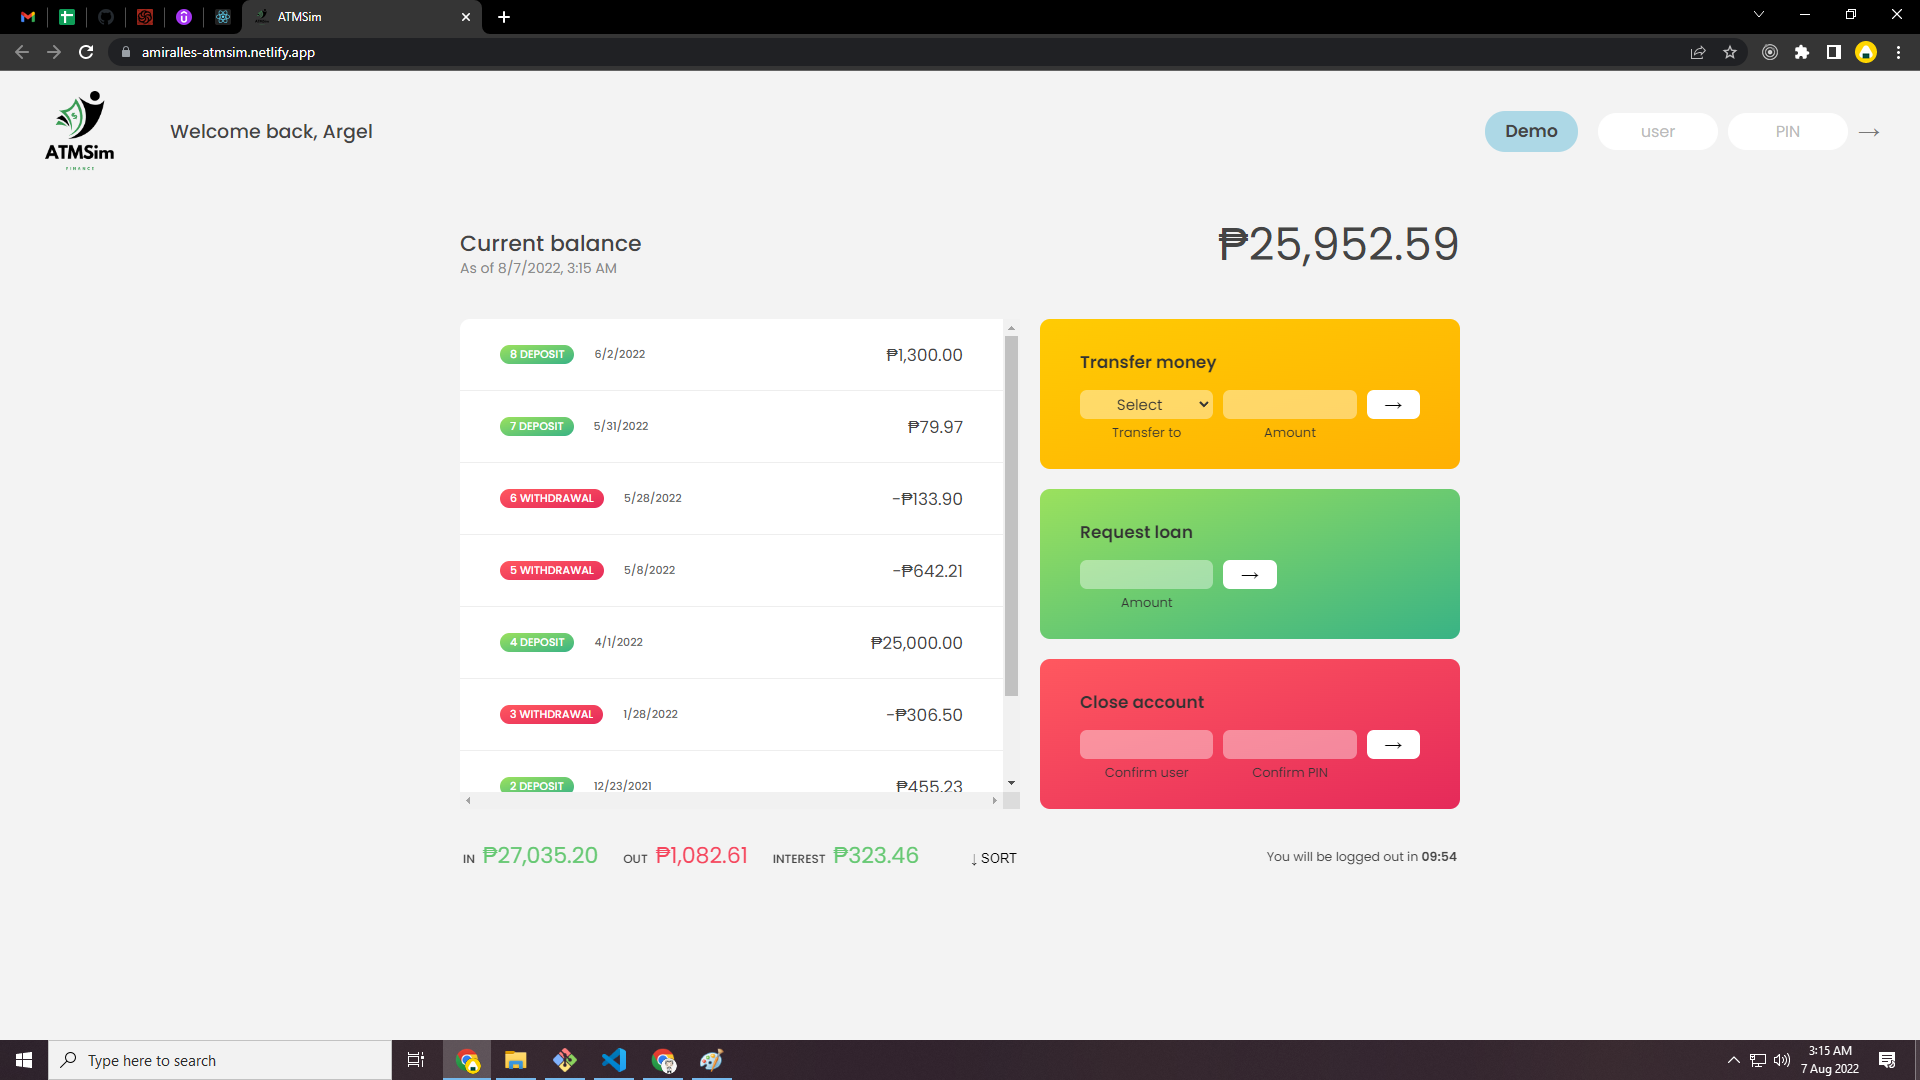 ATMSim
amiralles-atmsim.netlify.app
ATMSim
FINANCE
Welcome back, Argel
Demo
user
PIN
→
Current balance
As of 8/7/2022, 3:15 AM
₱25,952.59
8 DEPOSIT 6/2/2022 ₱1,300.00
7 DEPOSIT 5/31/2022 ₱79.97
6 WITHDRAWAL 5/28/2022 -₱133.90
5 WITHDRAWAL 5/8/2022 -₱642.21
4 DEPOSIT 4/1/2022 ₱25,000.00
3 WITHDRAWAL 1/28/2022 -₱306.50
2 DEPOSIT 12/23/2021 ₱455.23
Transfer money
Select →
Transfer to Amount
Request loan
→
Amount
Close account
→
Confirm user Confirm PIN
IN ₱27,035.20 OUT ₱1,082.61 INTEREST ₱323.46 ↓ SORT
You will be logged out in 09:54
Type here to search
3:15 AM
7 Aug 2022